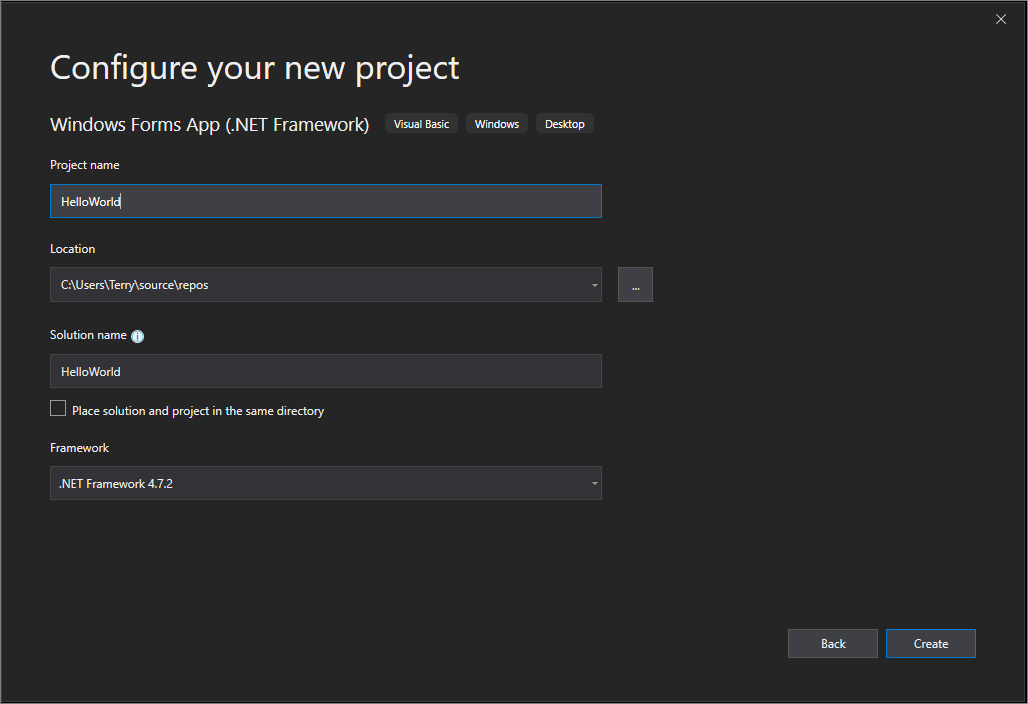 Configure your new project
Windows Forms App (.NET Framework) Visual Basic Windows Desktop
Project name
HelloWorld
Location
C:\Users\Terry\source\repos
...
Solution name
HelloWorld
Place solution and project in the same directory
Framework
.NET Framework 4.7.2
Back Create